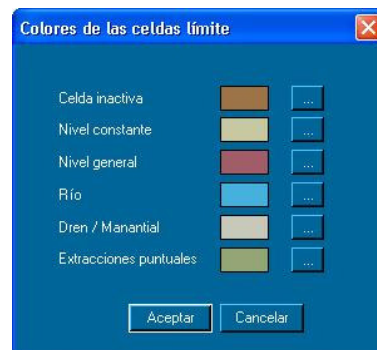 Colores de las celdas límite
Celda inactiva ...
Nivel constante ...
Nivel general ...
Río ...
Dren / Manantial ...
Extracciones puntuales ...
Aceptar Cancelar